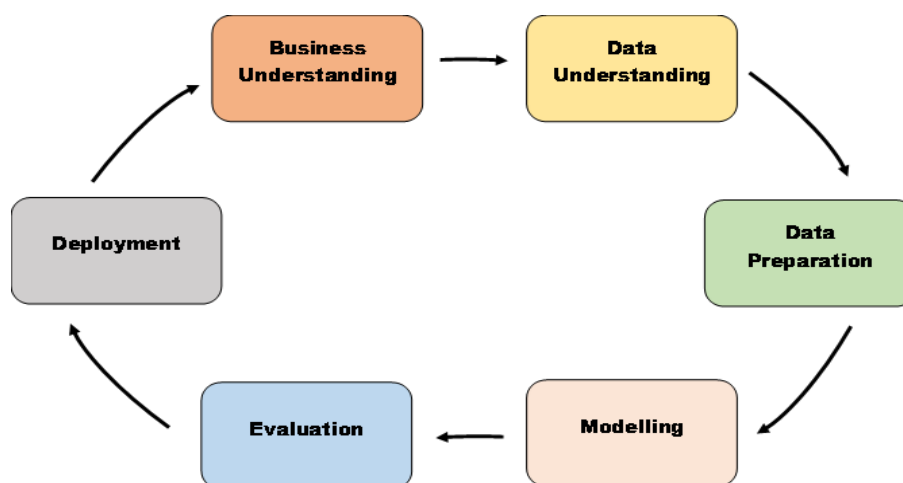 Business
Understanding
Data
Understanding
Data
Preparation
Modelling
Evaluation
Deployment